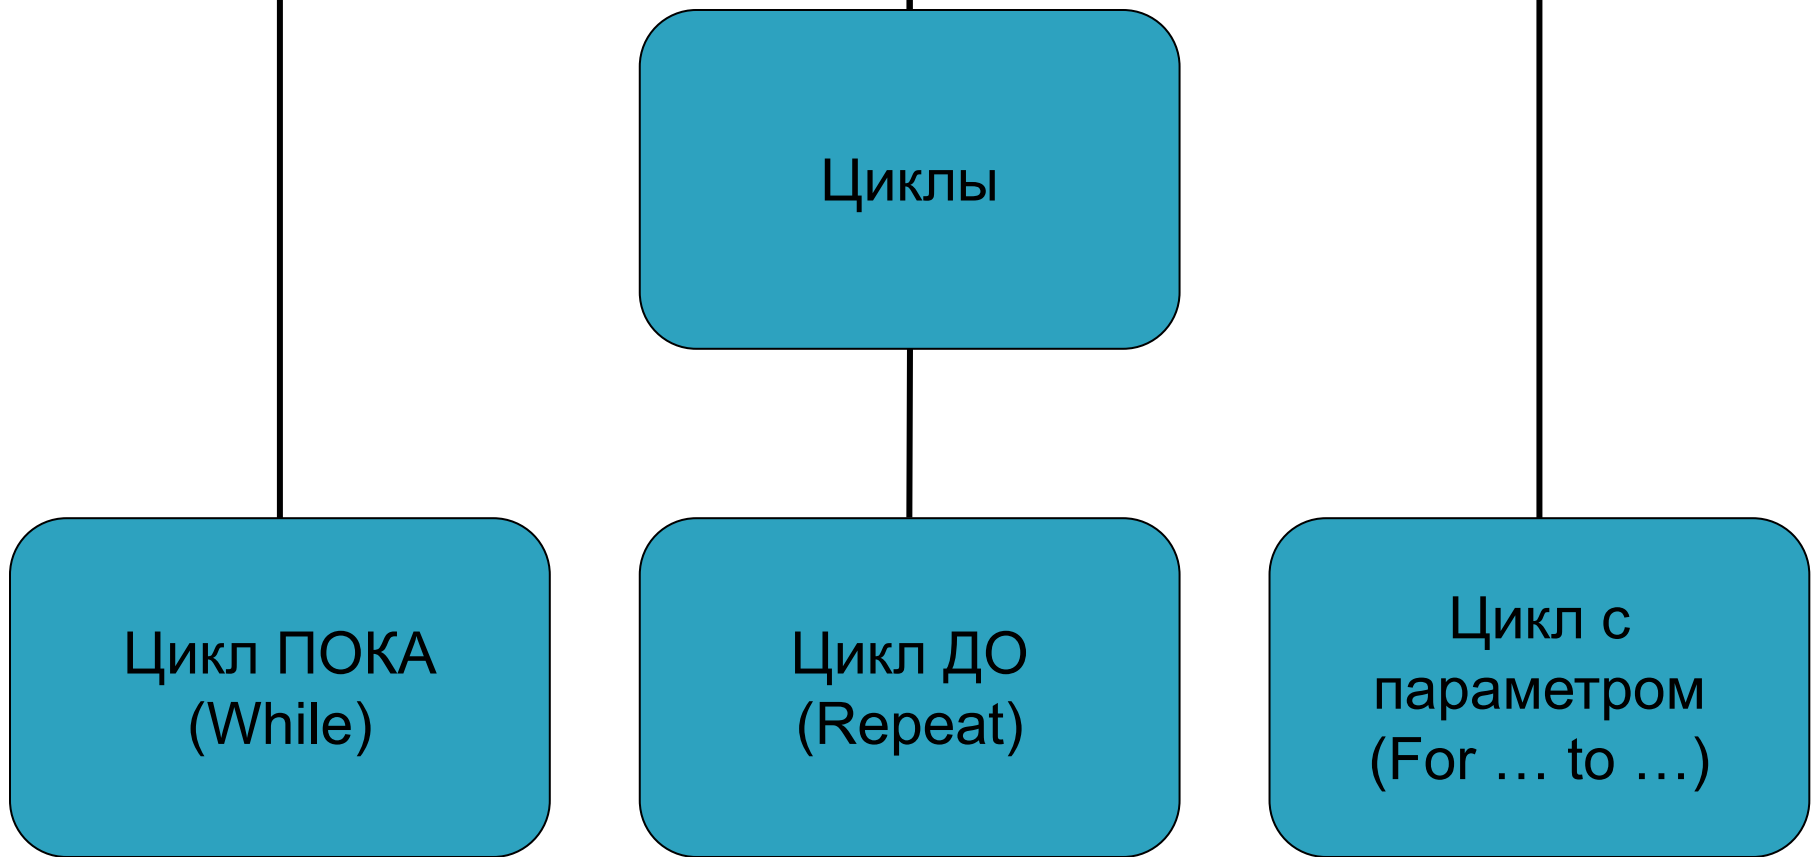 Циклы
Цикл ПОКА
(While)
Цикл ДО
(Repeat)
Цикл с
параметром
(For … to …)